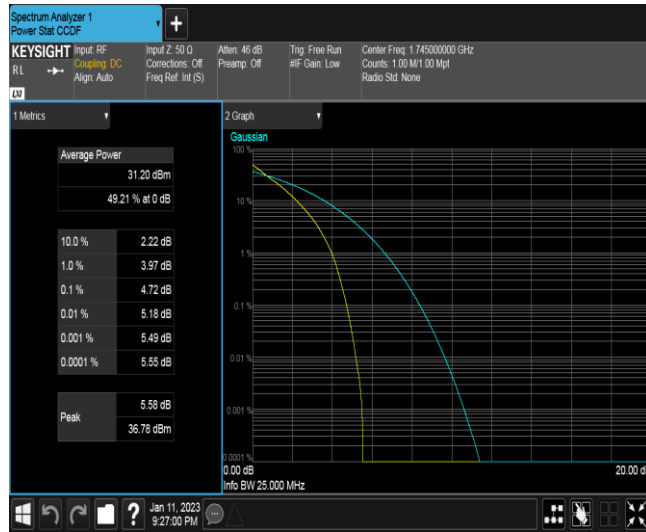 Spectrum Analyzer 1
Power Stat CCDF
KEYSIGHT
RL
LXI
Input: RF
Coupling: DC
Align: Auto
Input Z: 50 Ω
Corrections: Off
Freq Ref: Int (S)
Atten: 46 dB
Preamp: Off
Trig: Free Run
#IF Gain: Low
Center Freq: 1.745000000 GHz
Counts: 1.00 M/1.00 Mpt
Radio Std: None
1 Metrics
Average Power
31.20 dBm
49.21 % at 0 dB
10.0 % 2.22 dB
1.0 % 3.97 dB
0.1 % 4.72 dB
0.01 % 5.18 dB
0.001 % 5.49 dB
0.0001 % 5.55 dB
Peak
5.58 dB
36.78 dBm
2 Graph
Gaussian
100 %
10 %
1 %
0.1 %
0.01 %
0.001 %
0.0001 %
0.00 dB
20.00 d
Info BW 25.000 MHz
?
Jan 11, 2023
9:27:00 PM